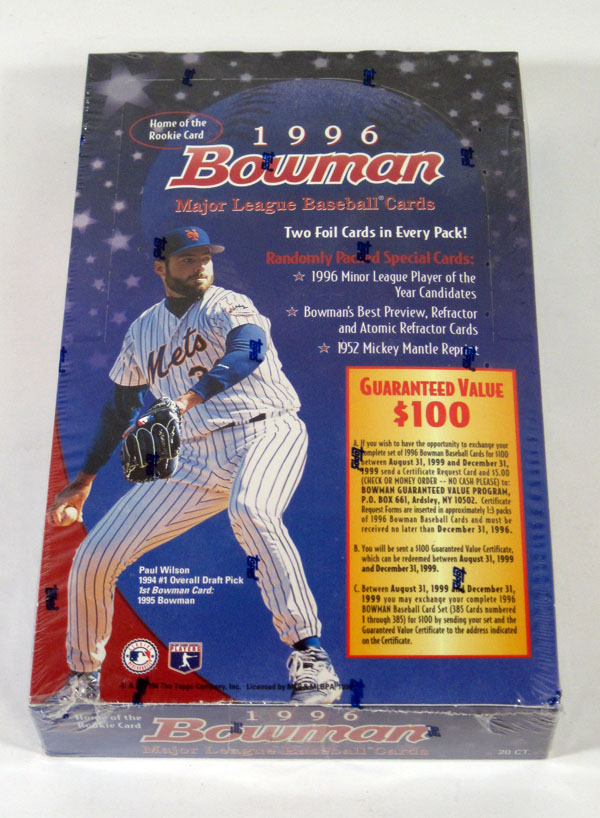 Home of the
Rookie Card
1996
Bowman
Major League Baseball Cards
Two Foil Cards in Every Pack!
Randomly Packed Special Cards:
☆ 1996 Minor League Player of the
Year Candidates
☆ Bowman's Best Preview, Refractor
and Atomic Refractor Cards
☆ 1952 Mickey Mantle Reprint
GUARANTEED VALUE
$100
A. If you wish to have the opportunity to exchange your
complete set of 1996 Bowman Baseball Cards for $100
between August 31, 1999 and December 31,
1999 send a Certificate Request Card and $5.00
(CHECK OR MONEY ORDER -- NO CASH PLEASE) to:
BOWMAN GUARANTEED VALUE PROGRAM,
P.O. BOX 661, Ardsley, NY 10502. Certificate
Request Forms are inserted in approximately 1:3 packs
of 1996 Bowman Baseball Cards and must be
received no later than December 31, 1996.
B. You will be sent a $100 Guaranteed Value Certificate,
which can be redeemed between August 31, 1999
and December 31, 1999.
C. Between August 31, 1999 and December 31,
1999 you may exchange your complete 1996
BOWMAN Baseball Card Set (385 Cards numbered
1 through 385) for $100 by sending your set and the
Guaranteed Value Certificate to the address indicated
on the Certificate.
Mets
Paul Wilson
1994 #1 Overall Draft Pick
1st Bowman Card:
1995 Bowman
PLAYERS
The Topps Company, Inc. Licensed by
Home of the
Rookie Card
1996
Bowman
Major League Baseball Cards
20 CT.